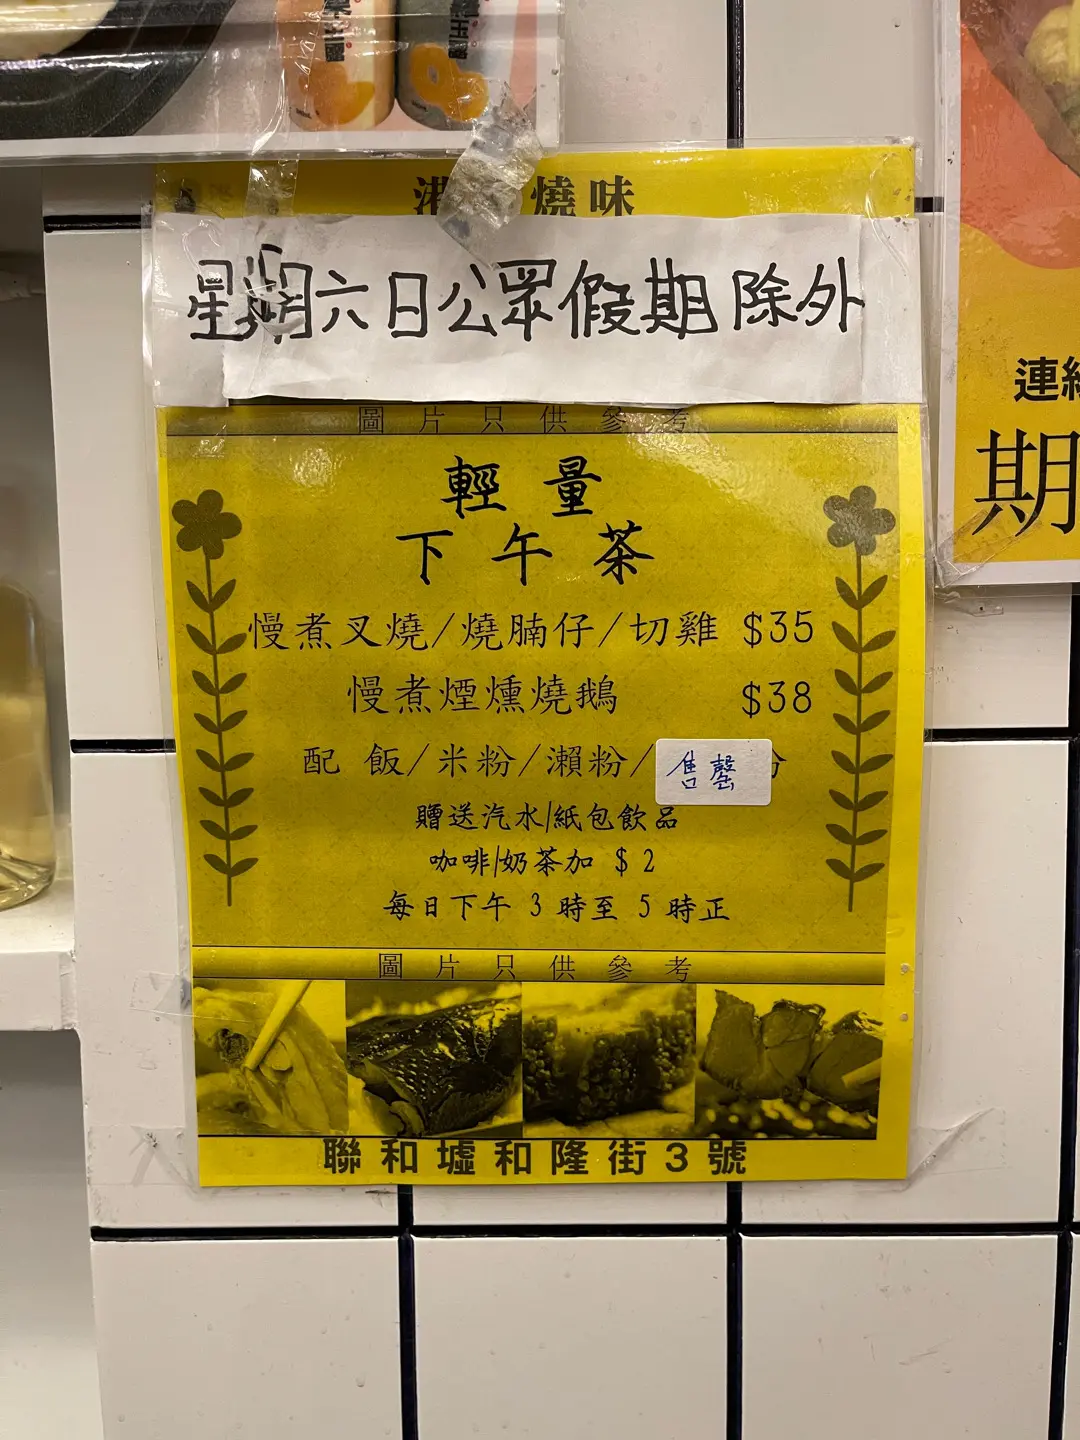 港 燒味
星期六日公眾假期除外
圖片只供參考
輕量
下午茶
慢煮叉燒/燒腩仔/切雞 $35
慢煮煙燻燒鵝 $38
配 飯/米粉/瀨粉/ 售罄 粉
贈送汽水/紙包飲品
咖啡/奶茶加 $2
每日下午 3 時至 5 時正
圖片只供參考
聯和墟和隆街3號
期